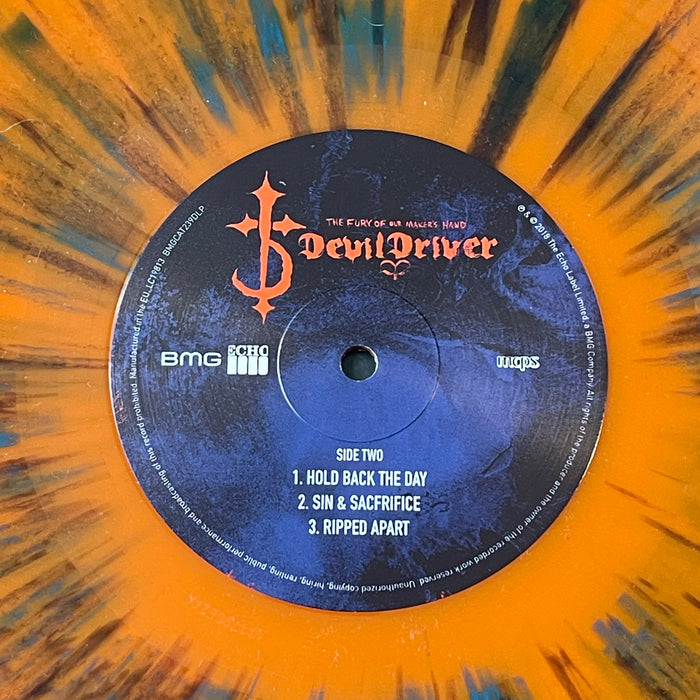 THE FURY OF OUR MAKER'S HAND
DevilDriver
BMG
ECHO
mcps
SIDE TWO
1. HOLD BACK THE DAY
2. SIN & SACFRIFICE
3. RIPPED APART
℗ & © 2018 The Echo Label Limited, a BMG Company. All rights of the producer and the owner of the recorded work reserved. Unauthorized copying, hiring, renting, public performance and broadcasting of this record prohibited. Manufactured in the EU. LC19813 BMGCAT239DLP